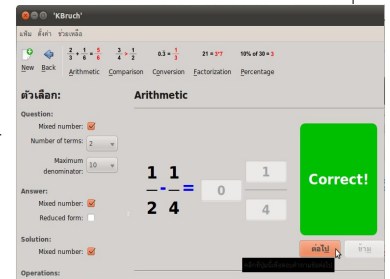 'KBruch'
แฟ้ม ตั้งค่า ช่วยเหลือ
2/3 + 1/6 = 5/6 3/4 > 1/2 0.3 = 1/3 21 = 3*7 10% of 30 = 3
New Back Arithmetic Comparison Conversion Factorization Percentage
ตัวเลือก: Arithmetic
Question:
Mixed number:
Number of terms: 2
Maximum denominator: 10
1/2 - 1/4 = 0 1/4
Correct!
Answer:
Mixed number:
Reduced form:
Solution:
Mixed number:
ต่อไป ข้าม
Operations: